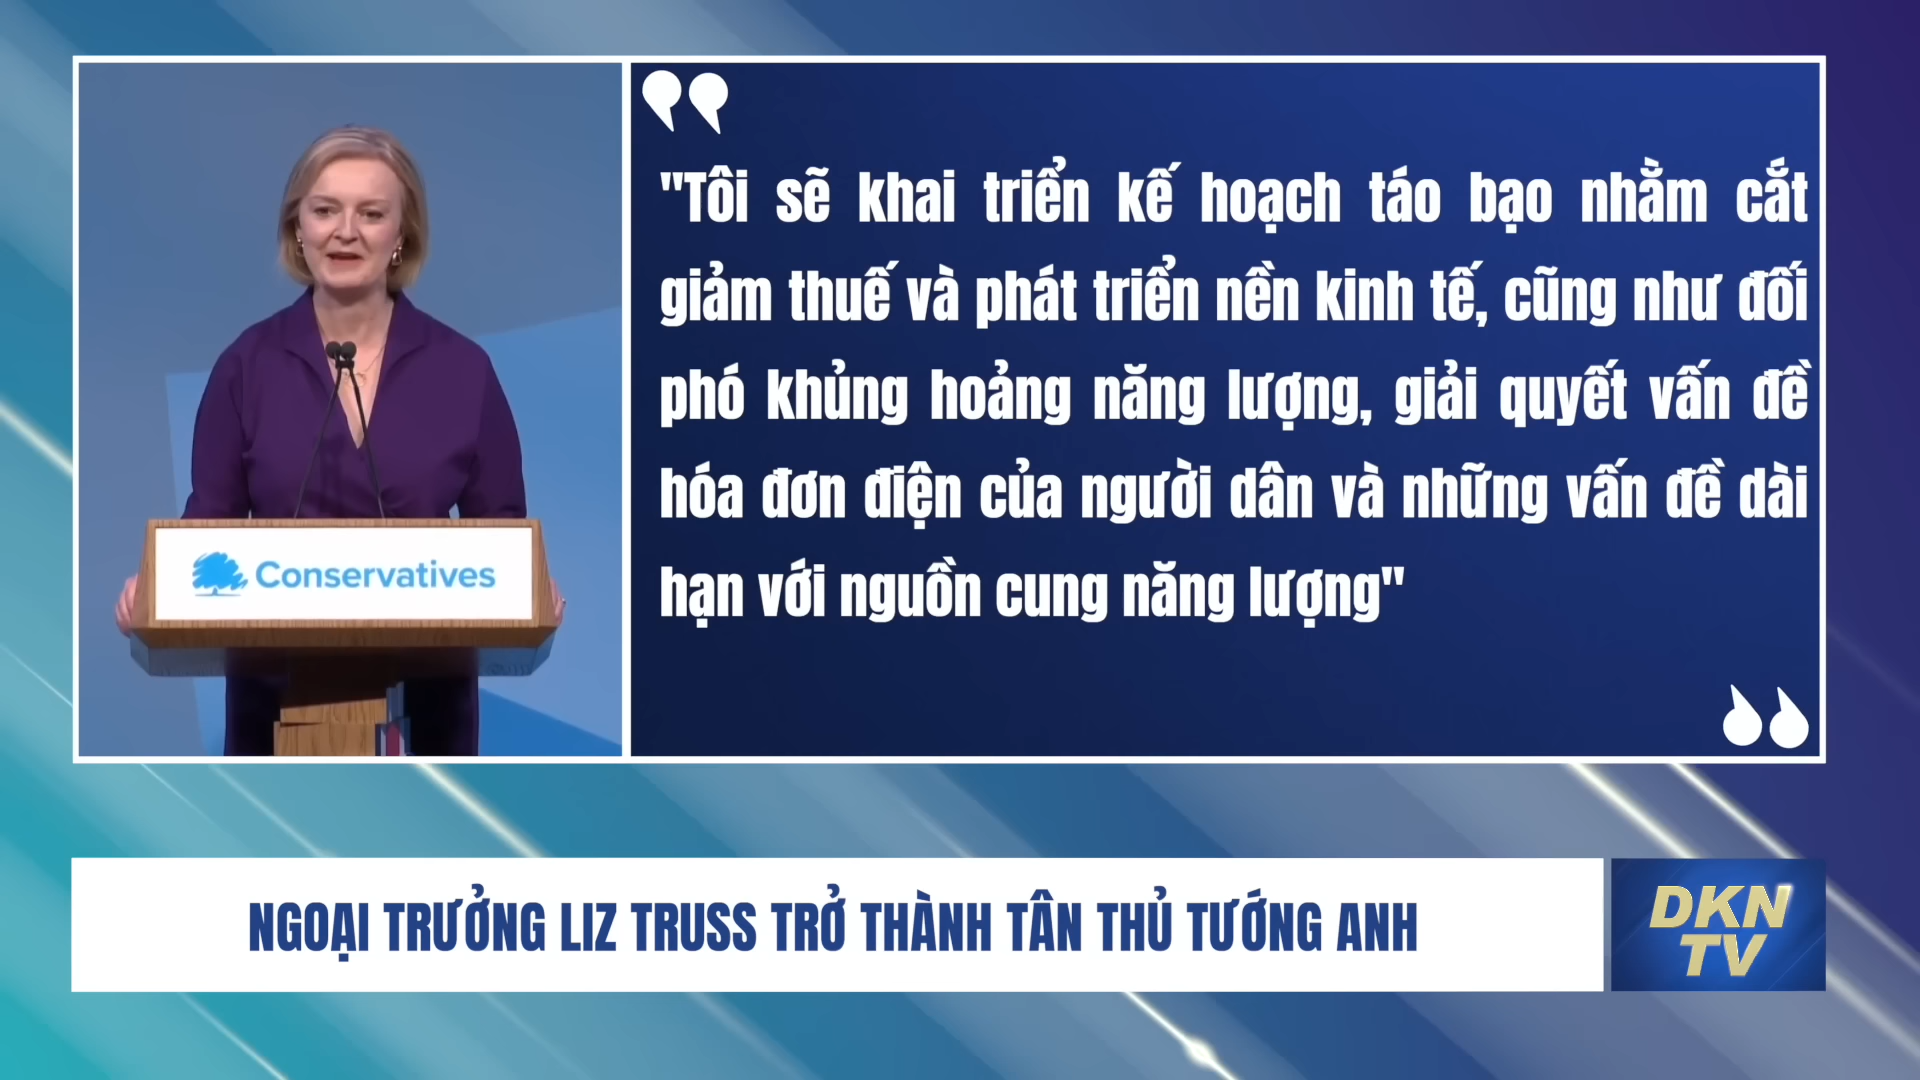 "Tôi sẽ khai triển kế hoạch táo bạo nhằm cắt
giảm thuế và phát triển nền kinh tế, cũng như đối
phó khủng hoảng năng lượng, giải quyết vấn đề
hóa đơn điện của người dân và những vấn đề dài
hạn với nguồn cung năng lượng"
Conservatives
NGOẠI TRƯỞNG LIZ TRUSS TRỞ THÀNH TÂN THỦ TƯỚNG ANH
DKN
TV